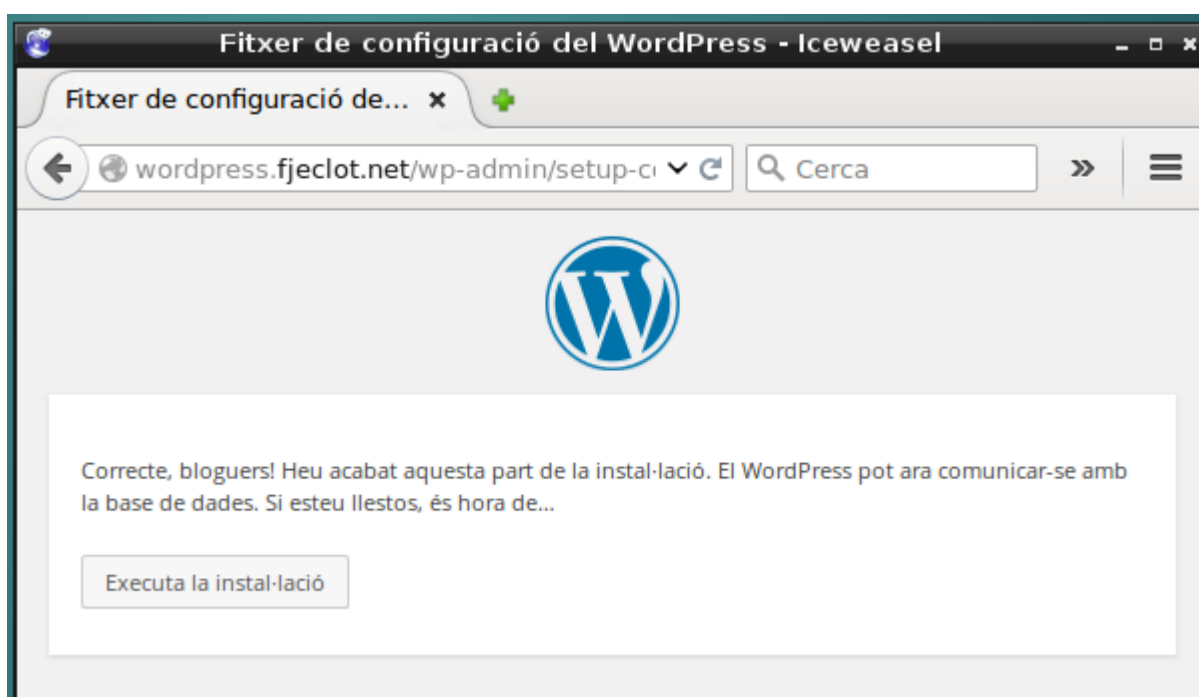 Fitxer de configuració del WordPress - Iceweasel
Fitxer de configuració de...
wordpress.fjeclot.net/wp-admin/setup-c
Cerca
Correcte, bloguers! Heu acabat aquesta part de la instal·lació. El WordPress pot ara comunicar-se amb
la base de dades. Si esteu llestos, és hora de...
Executa la instal·lació